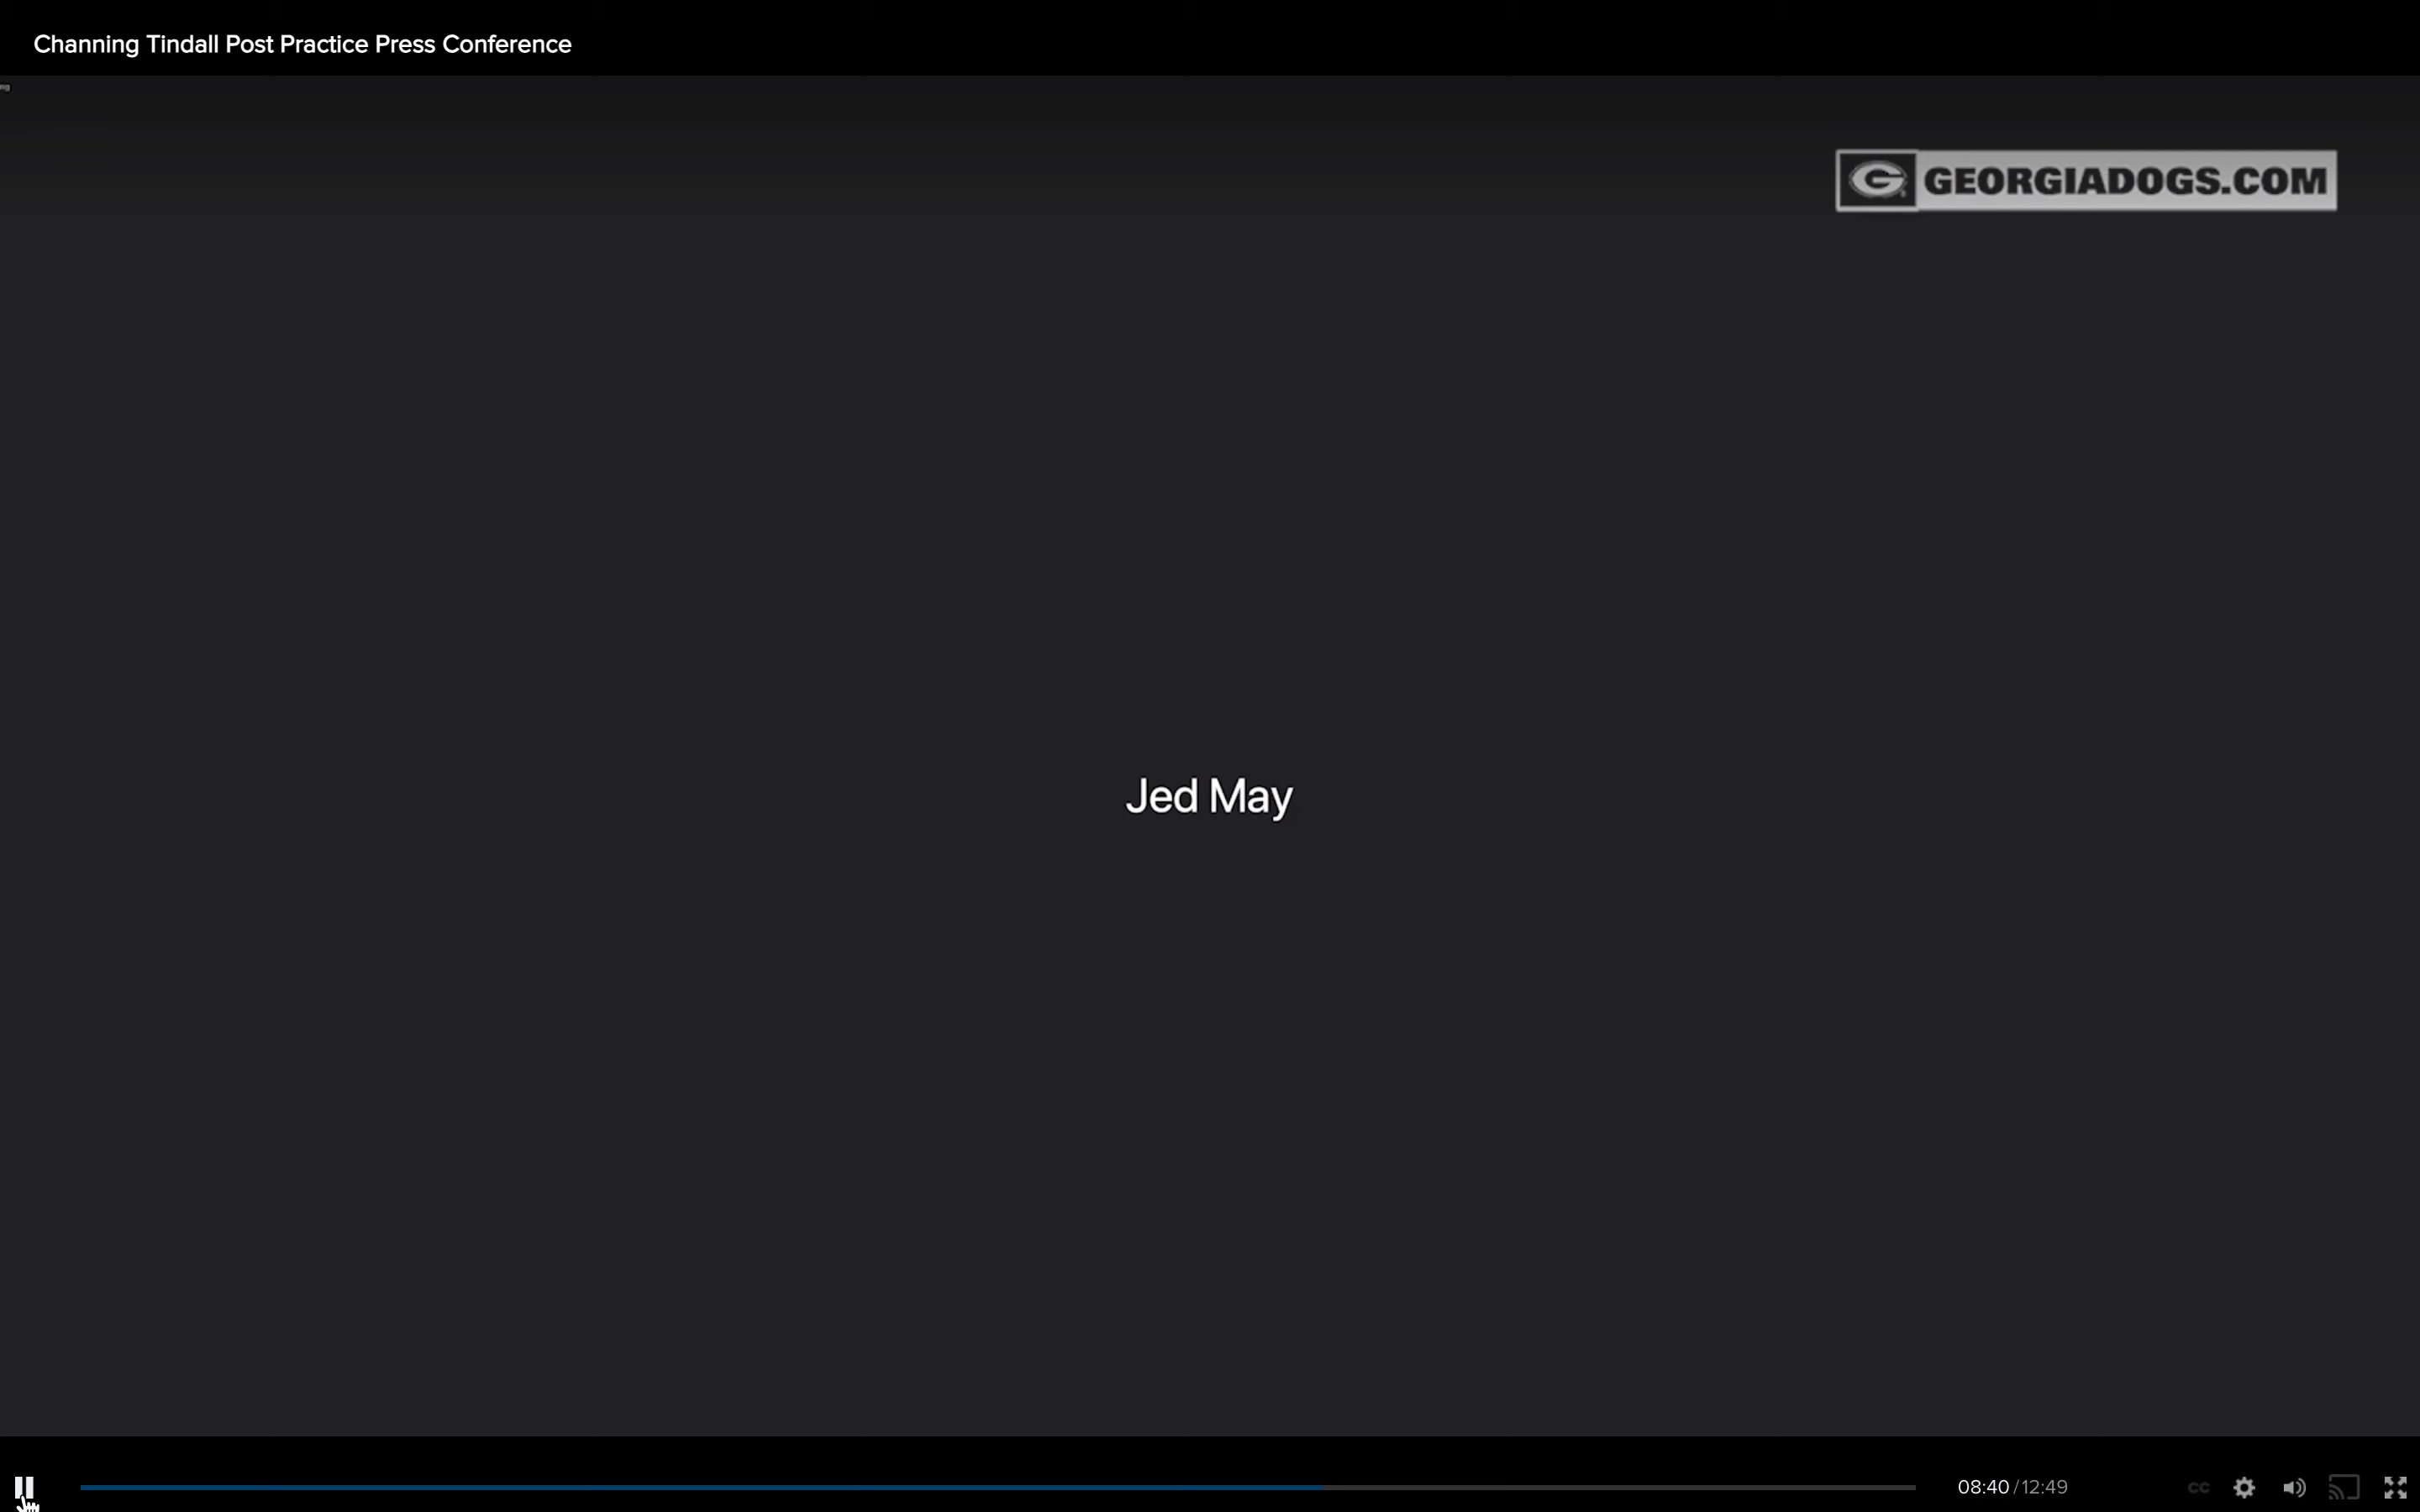 Channing Tindall Post Practice Press Conference
G GEORGIADOGS.COM
Jed May
08:40 / 12:49
CC